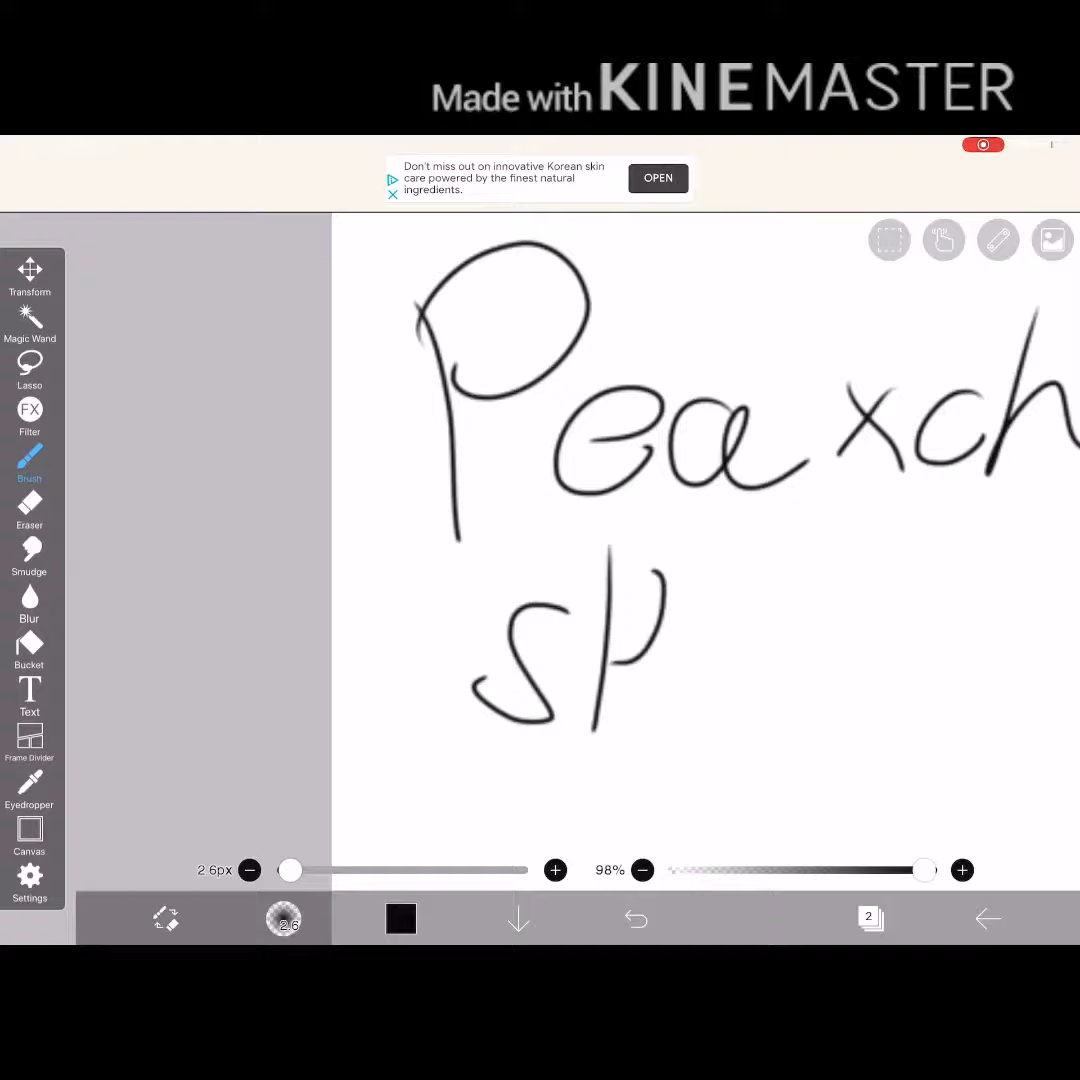 Made with KINEMASTER
Don't miss out on innovative Korean skin
care powered by the finest natural
ingredients.
OPEN
Transform
Magic Wand
Lasso
FX
Filter
Brush
Eraser
Smudge
Blur
Bucket
T
Text
Frame Divider
Eyedropper
Canvas
Settings
Peaxch
sp
2.6px
98%
2.6
2